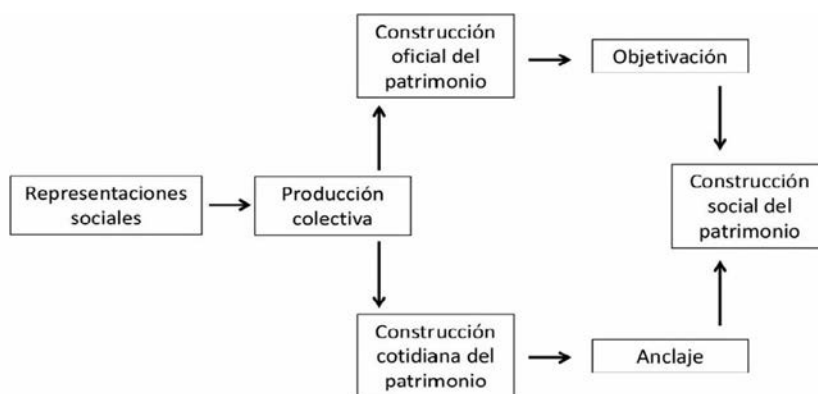 Construcción
oficial del
patrimonio
Objetivación
Representaciones
sociales
Producción
colectiva
Construcción
social del
patrimonio
Construcción
cotidiana del
patrimonio
Anclaje